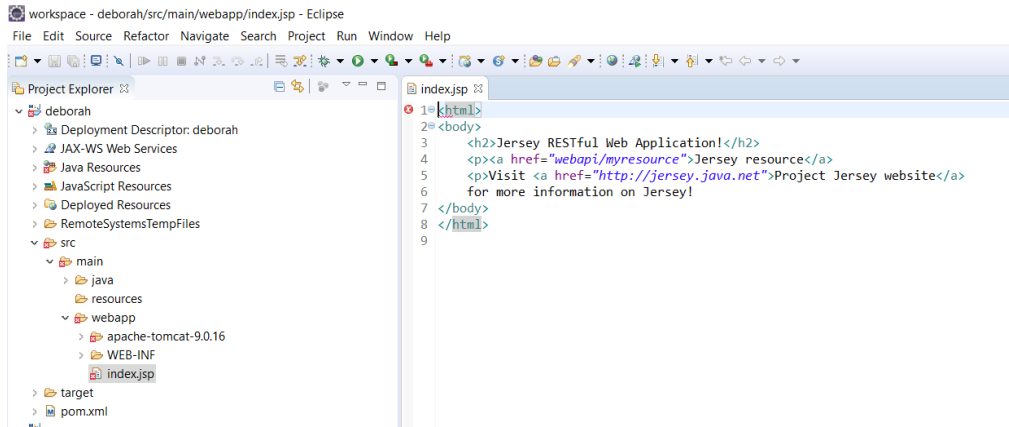 workspace - deborah/src/main/webapp/index.jsp - Eclipse
File Edit Source Refactor Navigate Search Project Run Window Help
Project Explorer
deborah
Deployment Descriptor: deborah
JAX-WS Web Services
Java Resources
JavaScript Resources
Deployed Resources
RemoteSystemsTempFiles
src
main
java
resources
webapp
apache-tomcat-9.0.16
WEB-INF
index.jsp
target
pom.xml
index.jsp
1 <html>
2 <body>
3 <h2>Jersey RESTful Web Application!</h2>
4 <p><a href="webapi/myresource">Jersey resource</a>
5 <p>Visit <a href="http://jersey.java.net">Project Jersey website</a>
6 for more information on Jersey!
7 </body>
8 </html>
9